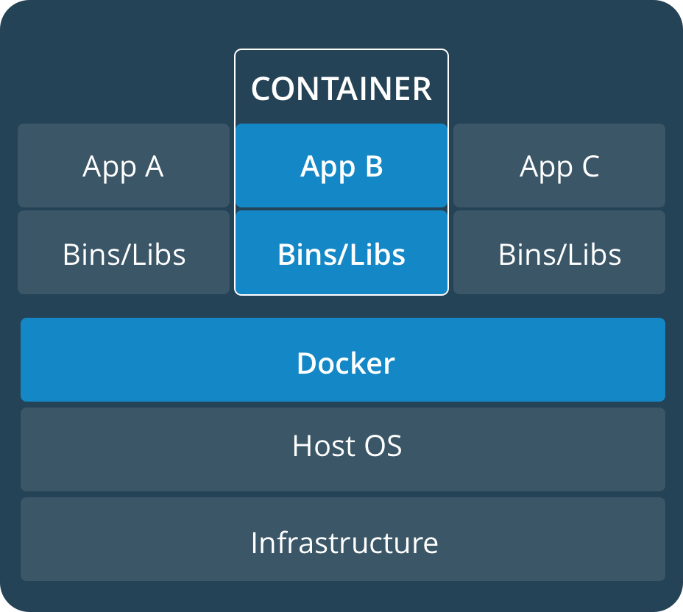 CONTAINER
App A
App B
App C
Bins/Libs
Bins/Libs
Bins/Libs
Docker
Host OS
Infrastructure